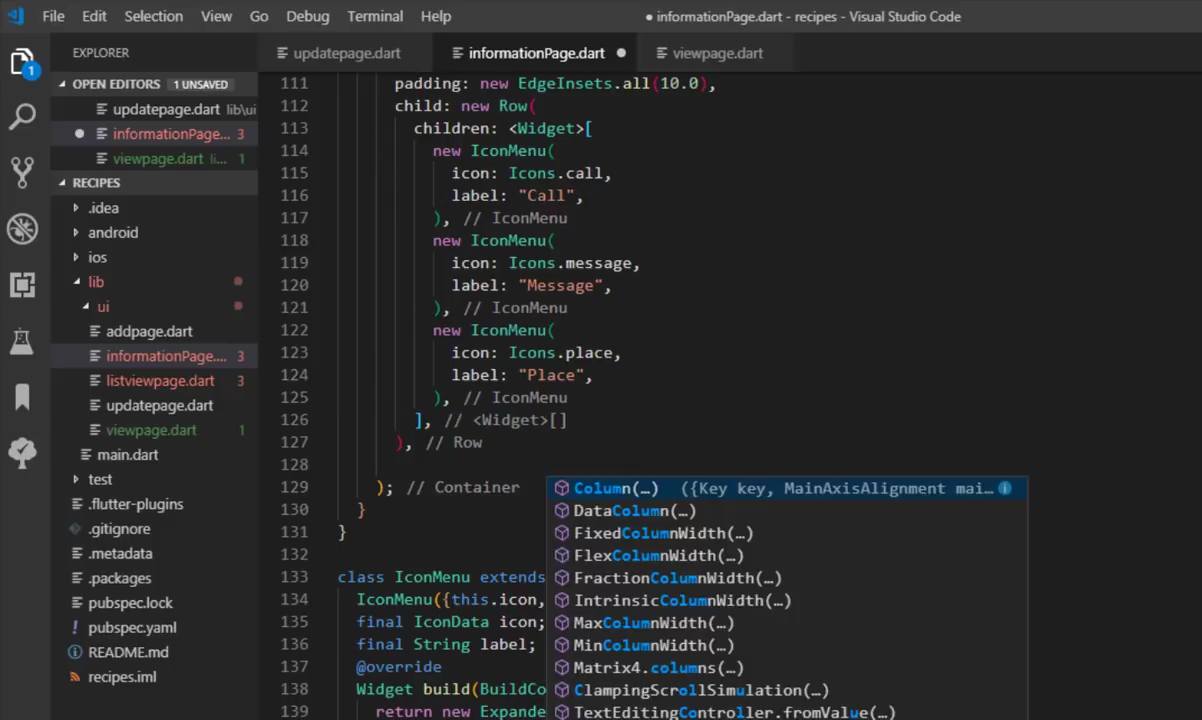 File Edit Selection View Go Debug Terminal Help ● informationPage.dart - recipes - Visual Studio Code
EXPLORER
updatepage.dart informationPage.dart ● viewpage.dart
1
OPEN EDITORS 1 UNSAVED
updatepage.dart lib\ui
informationPage... 3
viewpage.dart li... 1
RECIPES
.idea
android
ios
lib
ui
addpage.dart
informationPage.... 3
listviewpage.dart 3
updatepage.dart
viewpage.dart 1
main.dart
test
.flutter-plugins
.gitignore
.metadata
.packages
pubspec.lock
! pubspec.yaml
README.md
recipes.iml
111 padding: new EdgeInsets.all(10.0),
112 child: new Row(
113 children: <Widget>[
114 new IconMenu(
115 icon: Icons.call,
116 label: "Call",
117 ), // IconMenu
118 new IconMenu(
119 icon: Icons.message,
120 label: "Message",
121 ), // IconMenu
122 new IconMenu(
123 icon: Icons.place,
124 label: "Place",
125 ), // IconMenu
126 ], // <Widget>[]
127 ), // Row
128
129 ); // Container
130 }
131 }
132
133 class IconMenu extends
134 IconMenu({this.icon,
135 final IconData icon;
136 final String label;
137 @override
138 Widget build(BuildCo
139 return new Expande
Column(…) ({Key key, MainAxisAlignment mai…
DataColumn(…)
FixedColumnWidth(…)
FlexColumnWidth(…)
FractionColumnWidth(…)
IntrinsicColumnWidth(…)
MaxColumnWidth(…)
MinColumnWidth(…)
Matrix4.columns(…)
ClampingScrollSimulation(…)
TextEditingController.fromValue(…)